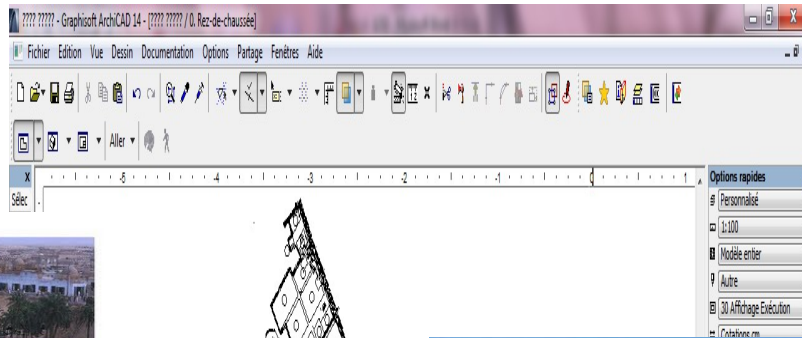 ???? ????? - Graphisoft ArchiCAD 14 - [???? ????? / 0. Rez-de-chaussée]
Fichier Edition Vue Dessin Documentation Options Partage Fenêtres Aide
Aller
-5 -4 -3 -2 -1 0 1
Sélec
Options rapides
Personnalisé
1:100
Modèle entier
Autre
30 Affichage Exécution
Cotations cm